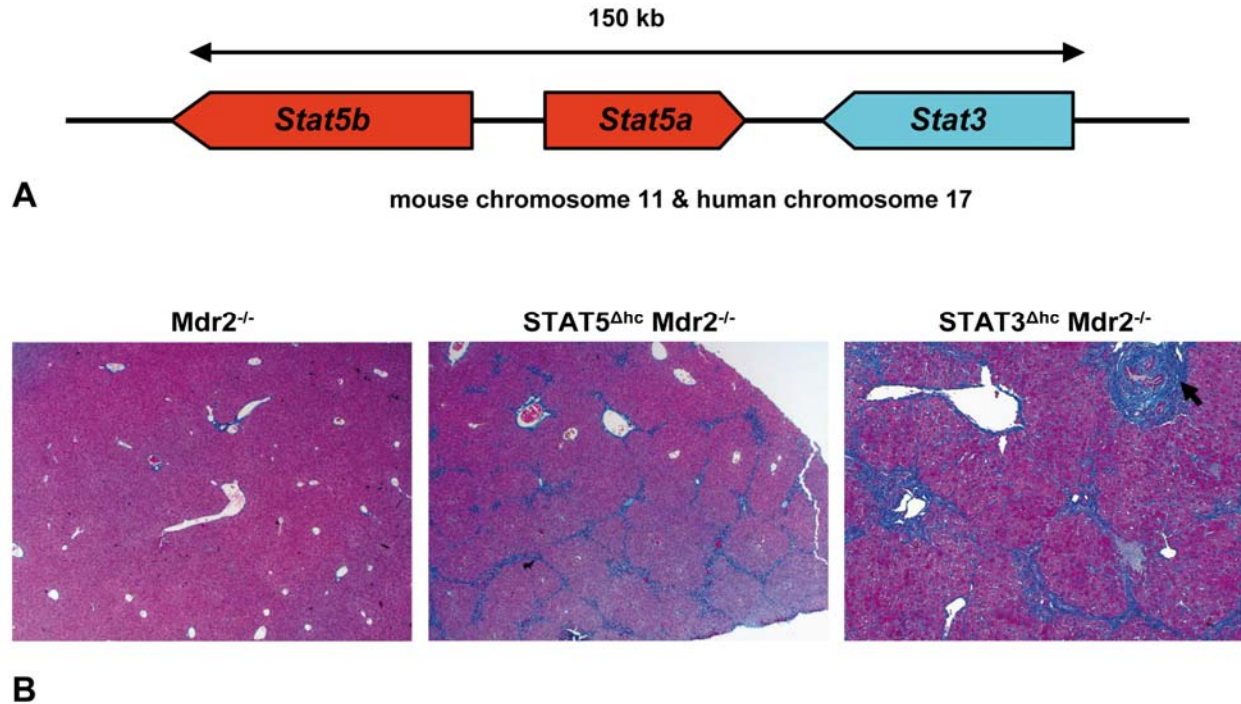 150 kb
Stat5b Stat5a Stat3
A
mouse chromosome 11 & human chromosome 17
Mdr2-/- STAT5Δhc Mdr2-/- STAT3Δhc Mdr2-/-
B